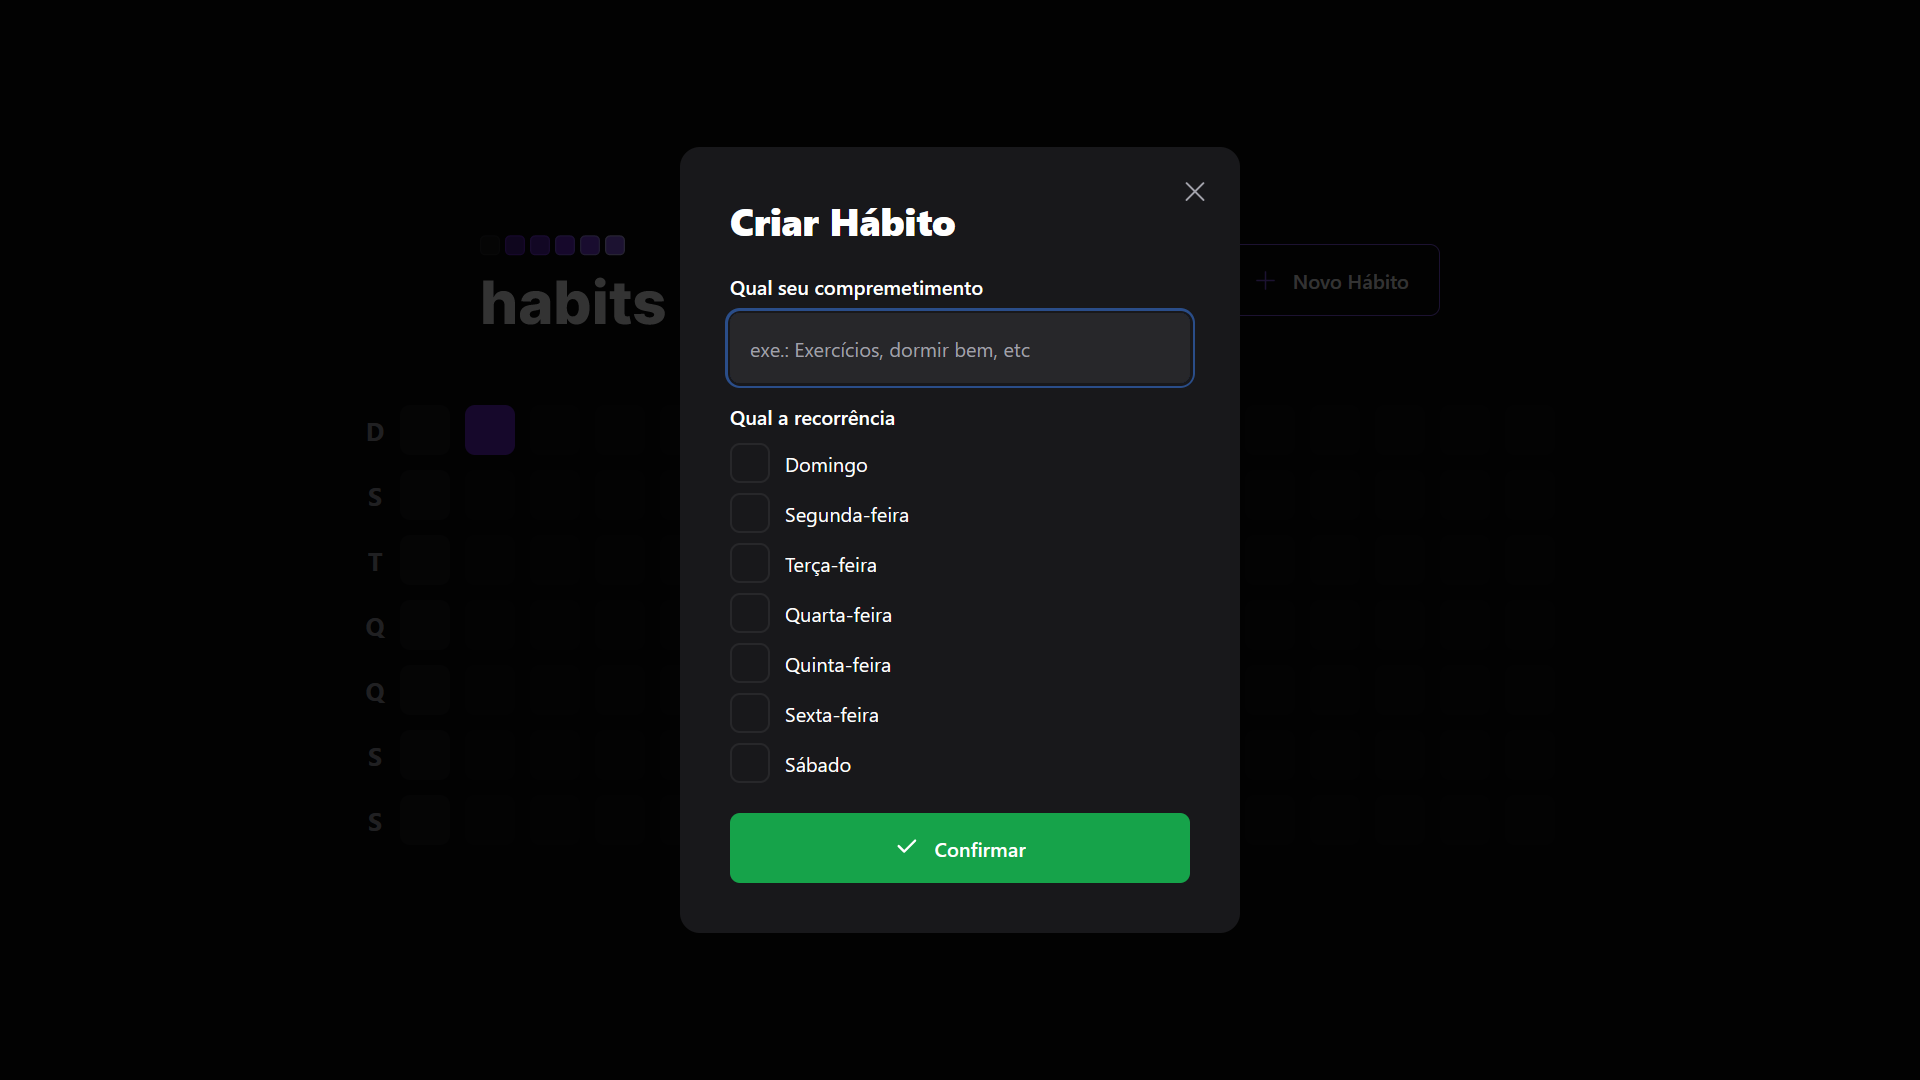 Criar Hábito
habits
Novo Hábito
Qual seu compremetimento
exe.: Exercícios, dormir bem, etc
Qual a recorrência
D
S
T
Q
Q
S
S
Domingo
Segunda-feira
Terça-feira
Quarta-feira
Quinta-feira
Sexta-feira
Sábado
Confirmar